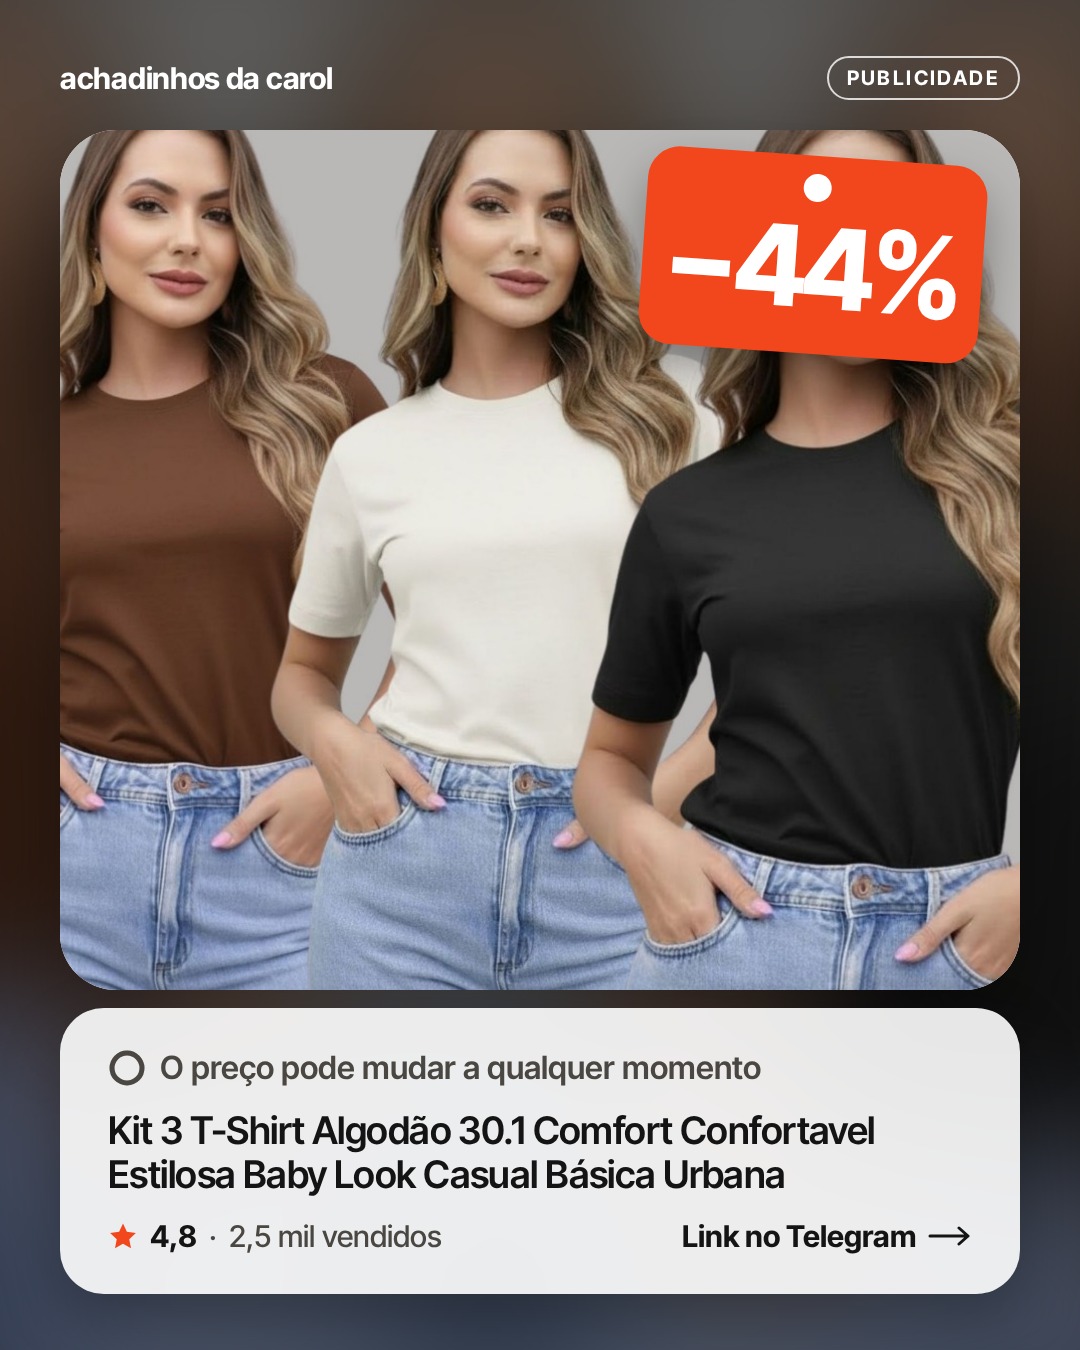 achadinhos da carol
PUBLICIDADE
-44%
O preço pode mudar a qualquer momento
Kit 3 T-Shirt Algodão 30.1 Comfort Confortavel
Estilosa Baby Look Casual Básica Urbana
4,8 · 2,5 mil vendidos
Link no Telegram →